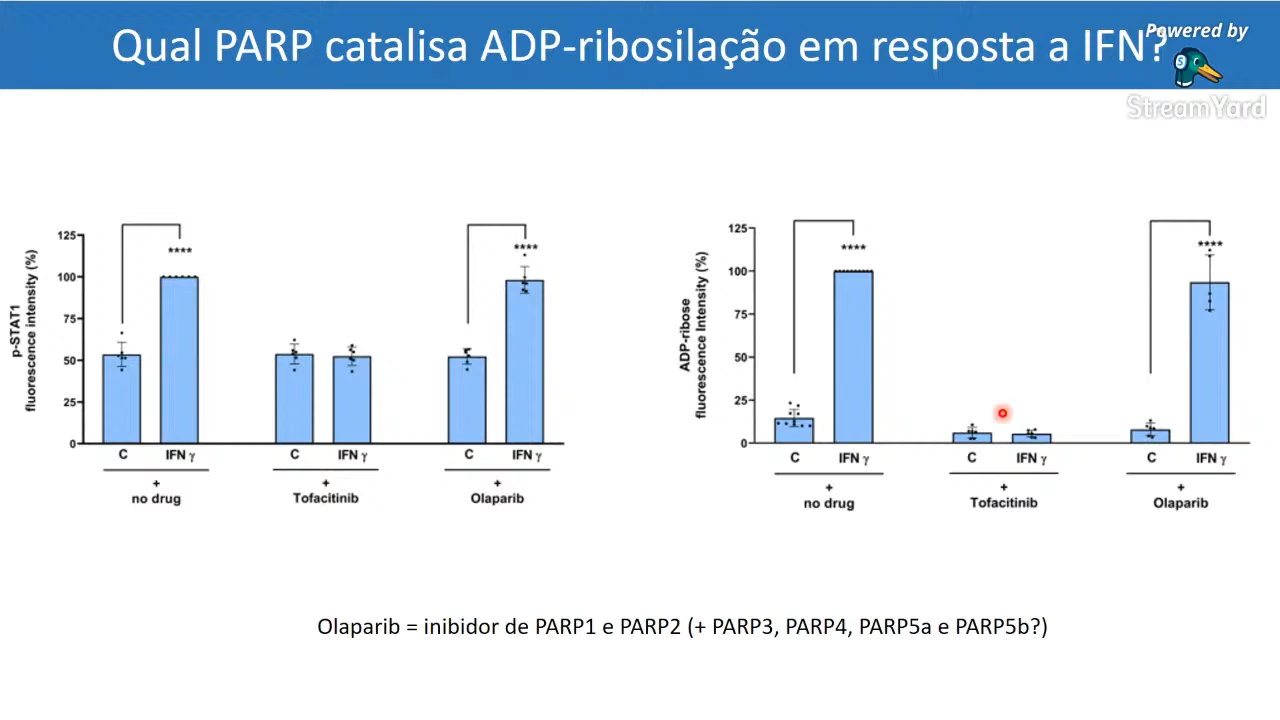 Qual PARP catalisa ADP-ribosilação em resposta a IFN?
Powered by
StreamYard
p-STAT1
fluorescence intensity (%)
125
100
75
50
25
0
****
****
C IFN γ C IFN γ C IFN γ
+ + +
no drug Tofacitinib Olaparib
ADP-ribose
fluorescence Intensity (%)
125
100
75
50
25
0
****
****
C IFN γ C IFN γ C IFN γ
+ + +
no drug Tofacitinib Olaparib
Olaparib = inibidor de PARP1 e PARP2 (+ PARP3, PARP4, PARP5a e PARP5b?)